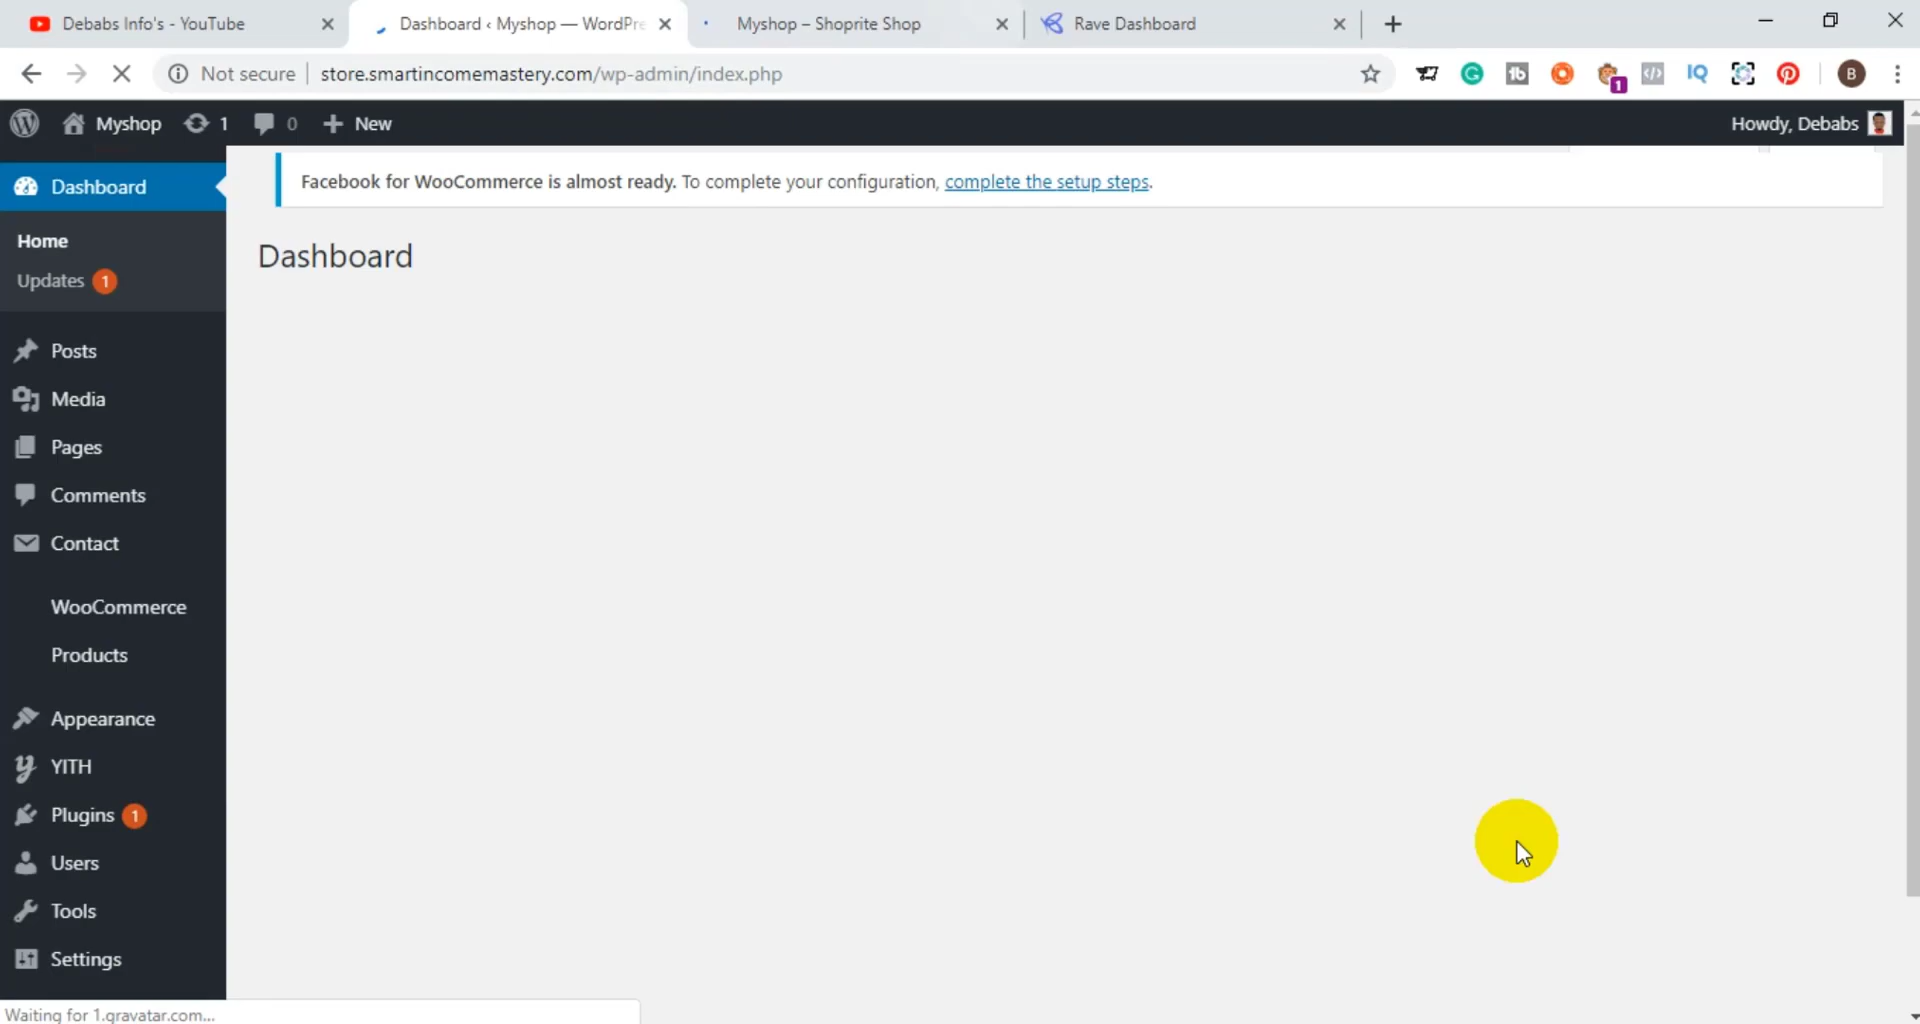 Debabs Info's - YouTube
Dashboard ‹ Myshop — WordPre
Myshop – Shoprite Shop
Rave Dashboard
Not secure
store.smartincomemastery.com/wp-admin/index.php
1
B
Myshop
1
0
New
Howdy, Debabs
Dashboard
Facebook for WooCommerce is almost ready. To complete your configuration, complete the setup steps.
Home
Dashboard
Updates 1
Posts
Media
Pages
Comments
Contact
WooCommerce
Products
Appearance
YITH
Plugins 1
Users
Tools
Settings
Waiting for 1.gravatar.com...